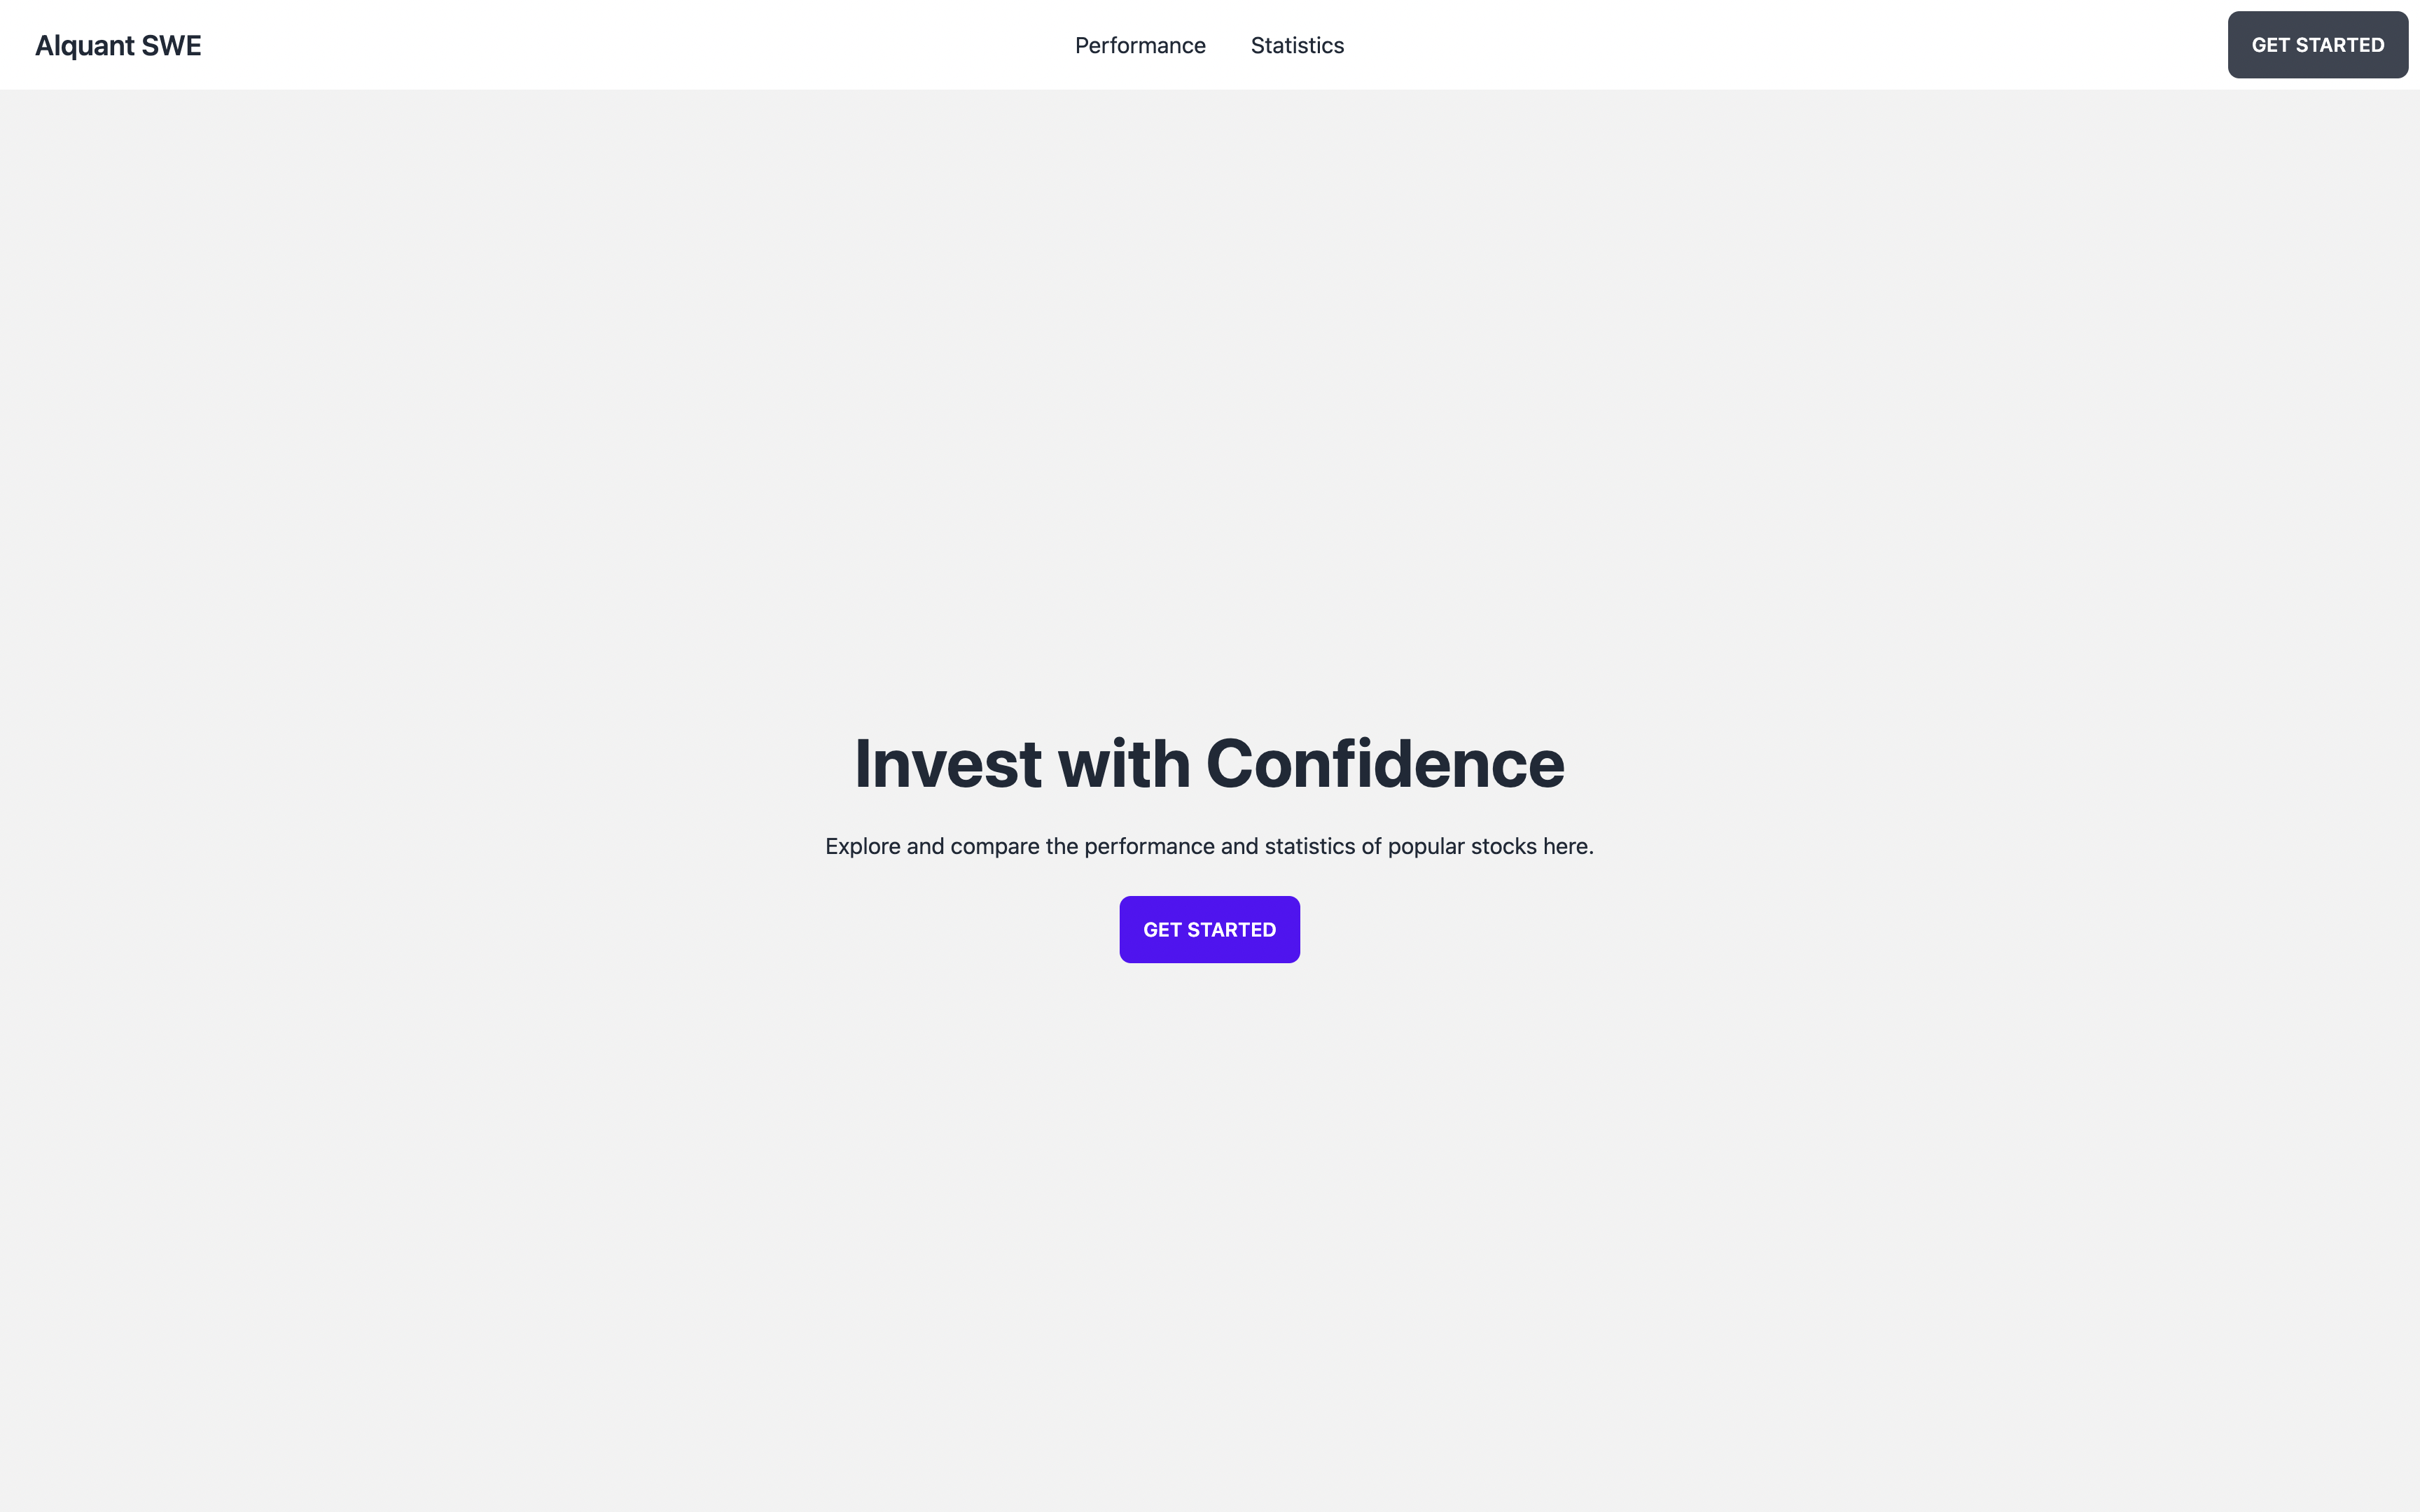 Alquant SWE
Performance
Statistics
GET STARTED
Invest with Confidence
Explore and compare the performance and statistics of popular stocks here.
GET STARTED